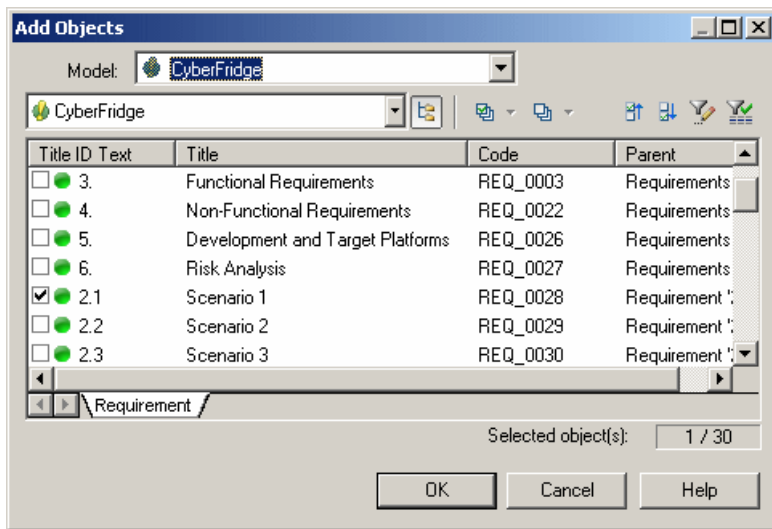 Add Objects
Model: CyberFridge
CyberFridge
Title ID Text Title Code Parent
3. Functional Requirements REQ_0003 Requirements
4. Non-Functional Requirements REQ_0022 Requirements
5. Development and Target Platforms REQ_0026 Requirements
6. Risk Analysis REQ_0027 Requirements
2.1 Scenario 1 REQ_0028 Requirement '
2.2 Scenario 2 REQ_0029 Requirement '
2.3 Scenario 3 REQ_0030 Requirement '
Requirement
Selected object(s): 1 / 30
OK Cancel Help